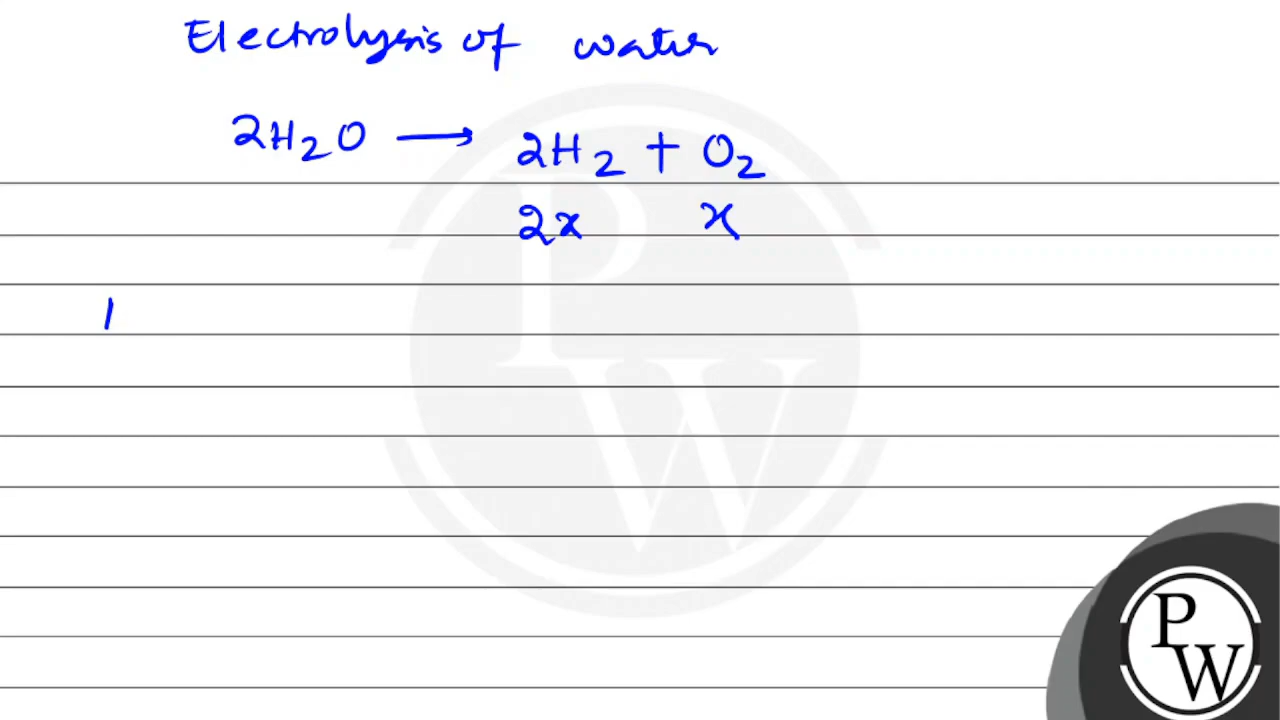 Electrolysis of water
2H₂O ⟶ 2H₂ + O₂
2x x
1
P
W
P
W